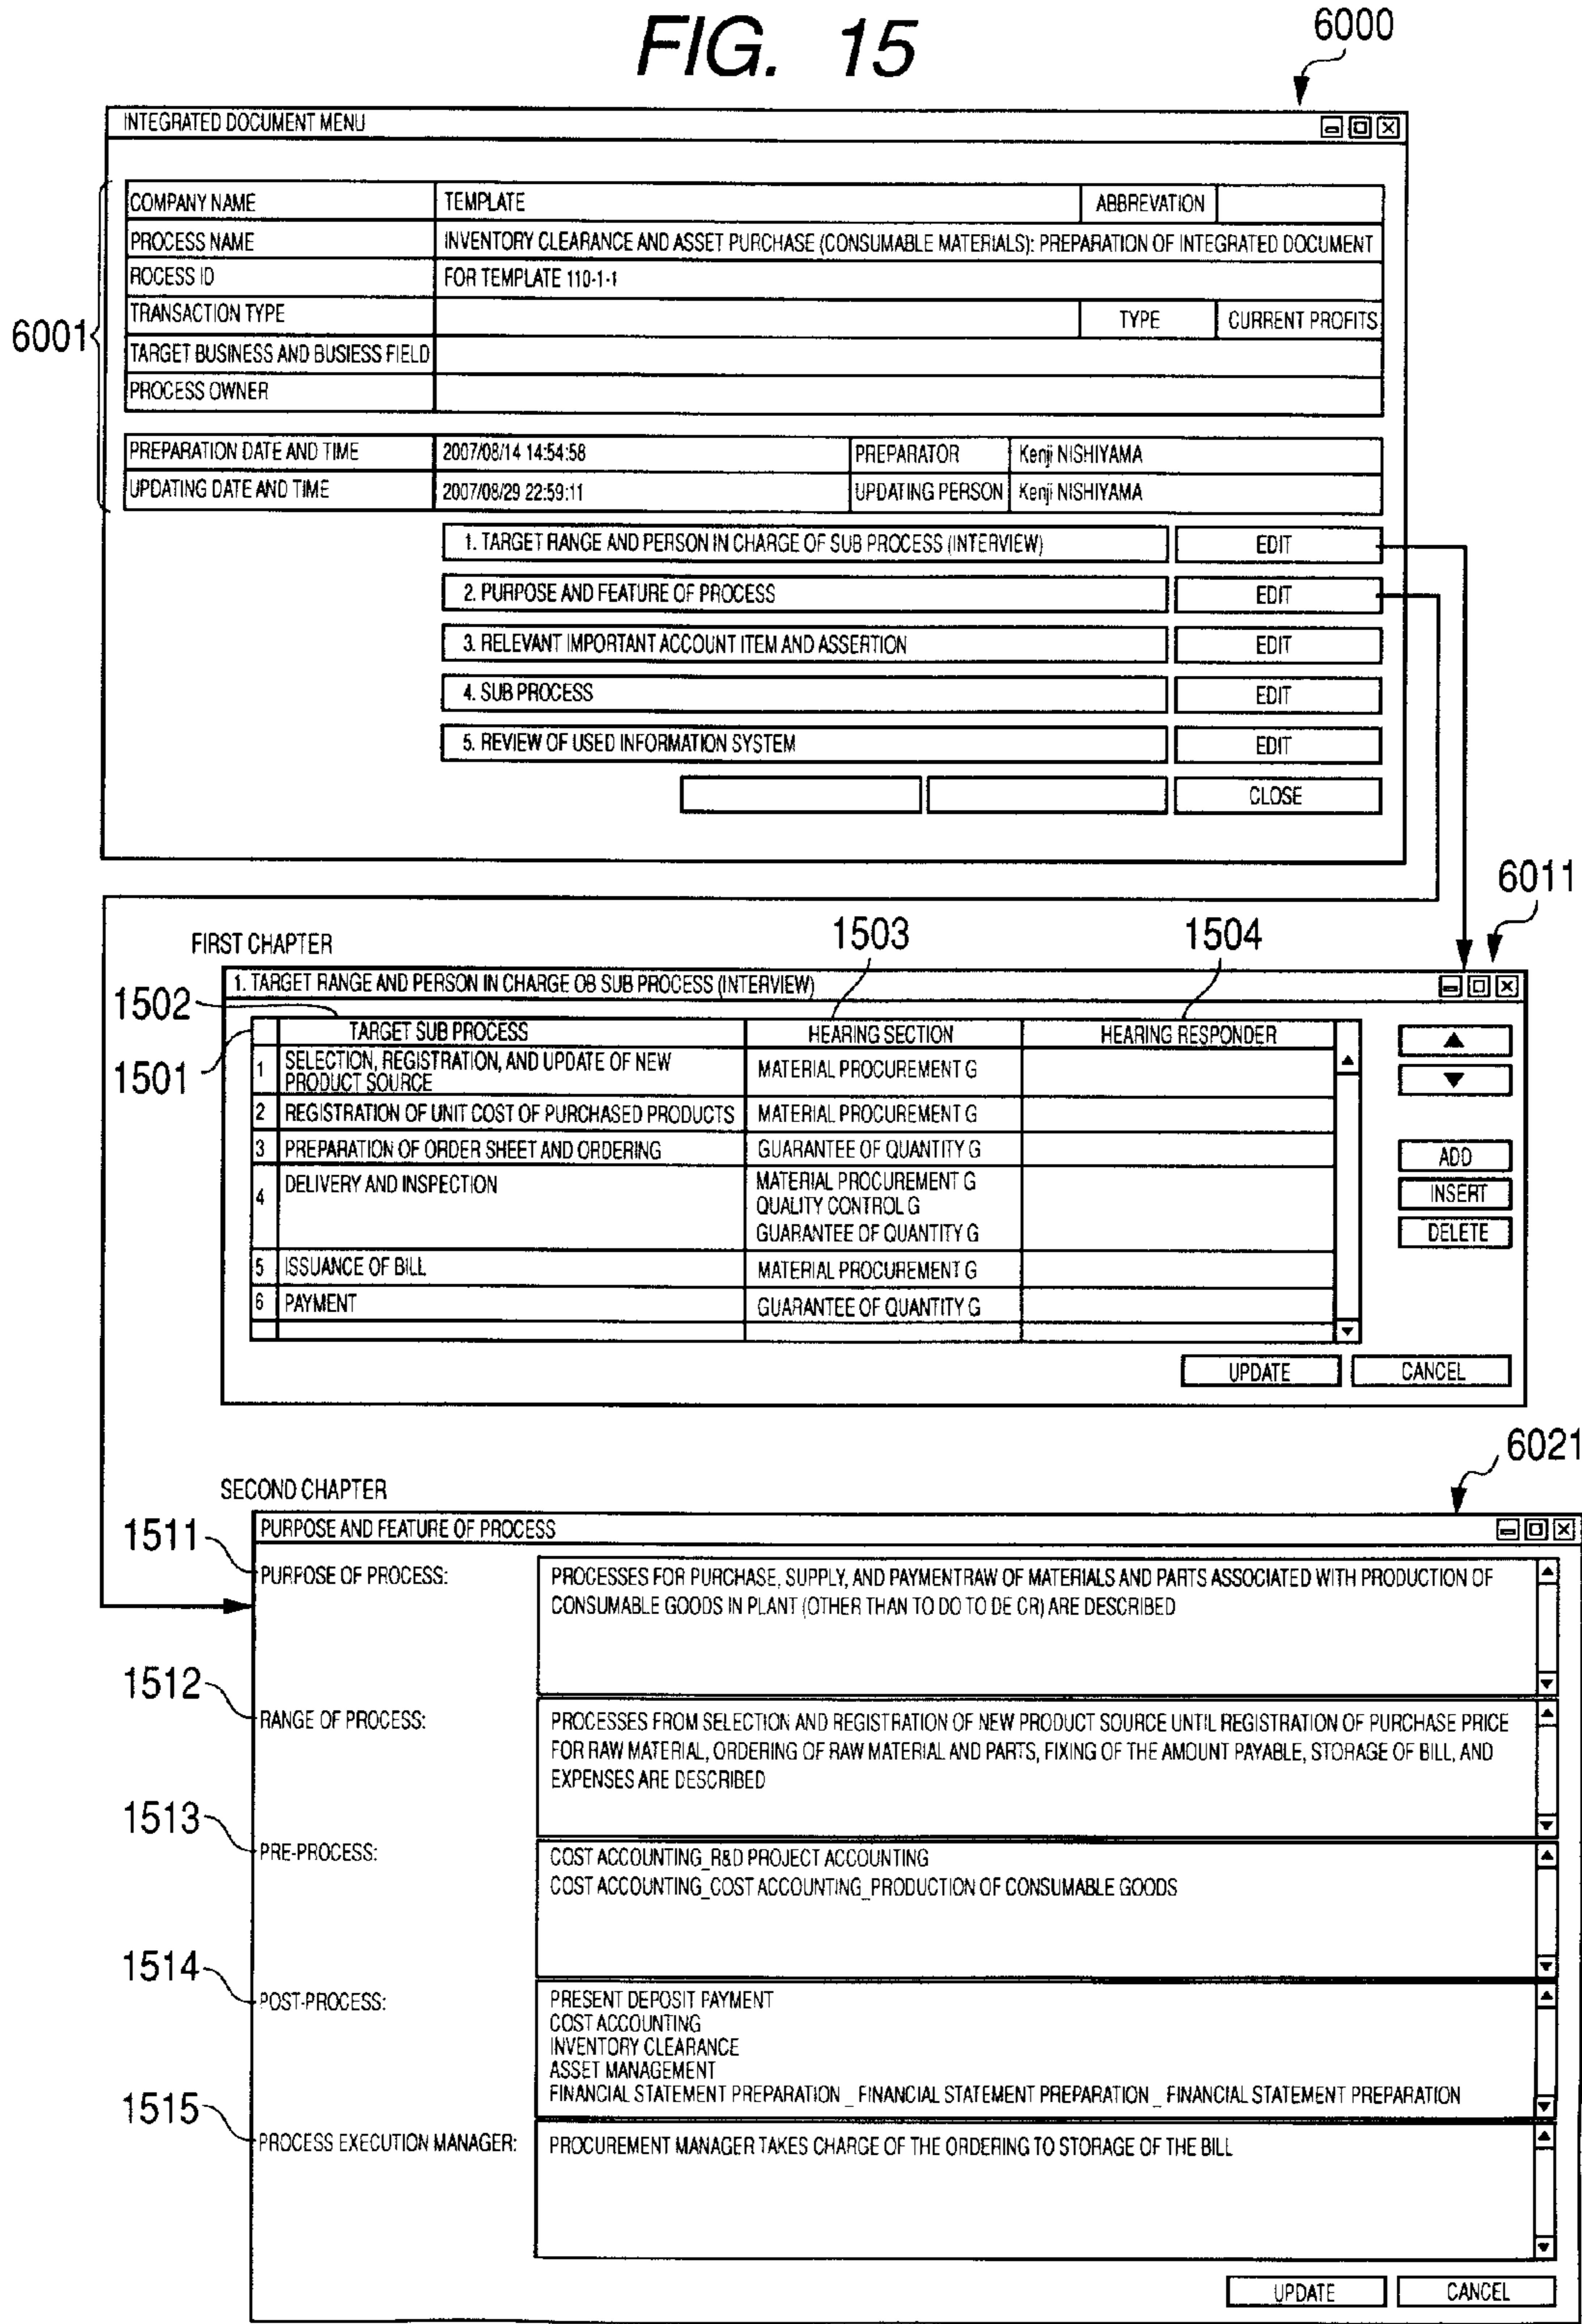 FIG. 15
6000
INTEGRATED DOCUMENT MENU
6001
COMPANY NAME TEMPLATE ABBREVATION
PROCESS NAME INVENTORY CLEARANCE AND ASSET PURCHASE (CONSUMABLE MATERIALS): PREPARATION OF INTEGRATED DOCUMENT
ROCESS ID FOR TEMPLATE 110-1-1
TRANSACTION TYPE TYPE CURRENT PROFITS
TARGET BUSINESS AND BUSIESS FIELD
PROCESS OWNER
PREPARATION DATE AND TIME 2007/08/14 14:54:58 PREPARATOR Kenji NISHIYAMA
UPDATING DATE AND TIME 2007/08/29 22:59:11 UPDATING PERSON Kenji NISHIYAMA
1. TARGET RANGE AND PERSON IN CHARGE OF SUB PROCESS (INTERVIEW) EDIT
2. PURPOSE AND FEATURE OF PROCESS EDIT
3. RELEVANT IMPORTANT ACCOUNT ITEM AND ASSERTION EDIT
4. SUB PROCESS EDIT
5. REVIEW OF USED INFORMATION SYSTEM EDIT
CLOSE
6011
FIRST CHAPTER
1503 1504
1. TARGET RANGE AND PERSON IN CHARGE OB SUB PROCESS (INTERVIEW)
1502
1501
TARGET SUB PROCESS HEARING SECTION HEARING RESPONDER
1 SELECTION, REGISTRATION, AND UPDATE OF NEW
PRODUCT SOURCE MATERIAL PROCUREMENT G
2 REGISTRATION OF UNIT COST OF PURCHASED PRODUCTS MATERIAL PROCUREMENT G
3 PREPARATION OF ORDER SHEET AND ORDERING GUARANTEE OF QUANTITY G
4 DELIVERY AND INSPECTION MATERIAL PROCUREMENT G
QUALITY CONTROL G
GUARANTEE OF QUANTITY G
5 ISSUANCE OF BILL MATERIAL PROCUREMENT G
6 PAYMENT GUARANTEE OF QUANTITY G
ADD
INSERT
DELETE
UPDATE CANCEL
6021
SECOND CHAPTER
PURPOSE AND FEATURE OF PROCESS
1511
PURPOSE OF PROCESS: PROCESSES FOR PURCHASE, SUPPLY, AND PAYMENTRAW OF MATERIALS AND PARTS ASSOCIATED WITH PRODUCTION OF
CONSUMABLE GOODS IN PLANT (OTHER THAN TO DO TO DE CR) ARE DESCRIBED
1512
RANGE OF PROCESS: PROCESSES FROM SELECTION AND REGISTRATION OF NEW PRODUCT SOURCE UNTIL REGISTRATION OF PURCHASE PRICE
FOR RAW MATERIAL, ORDERING OF RAW MATERIAL AND PARTS, FIXING OF THE AMOUNT PAYABLE, STORAGE OF BILL, AND
EXPENSES ARE DESCRIBED
1513
PRE-PROCESS: COST ACCOUNTING_R&D PROJECT ACCOUNTING
COST ACCOUNTING_COST ACCOUNTING_PRODUCTION OF CONSUMABLE GOODS
1514
POST-PROCESS: PRESENT DEPOSIT PAYMENT
COST ACCOUNTING
INVENTORY CLEARANCE
ASSET MANAGEMENT
FINANCIAL STATEMENT PREPARATION _ FINANCIAL STATEMENT PREPARATION _ FINANCIAL STATEMENT PREPARATION
1515
PROCESS EXECUTION MANAGER: PROCUREMENT MANAGER TAKES CHARGE OF THE ORDERING TO STORAGE OF THE BILL
UPDATE CANCEL